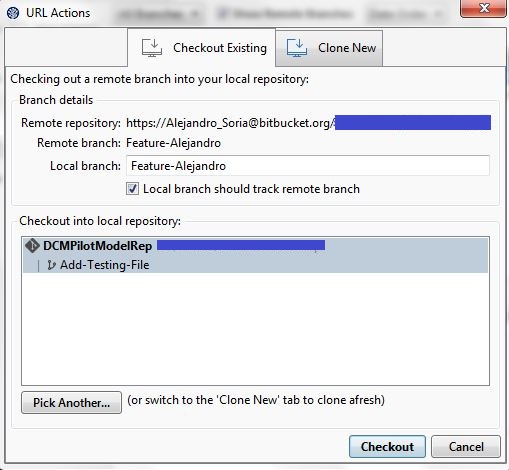 URL Actions
Checkout Existing
Clone New
Checking out a remote branch into your local repository:
Branch details
Remote repository: https://Alejandro_Soria@bitbucket.org/
Remote branch: Feature-Alejandro
Local branch: Feature-Alejandro
Local branch should track remote branch
Checkout into local repository:
DCMPilotModelRep
Add-Testing-File
Pick Another... (or switch to the 'Clone New' tab to clone afresh)
Checkout
Cancel